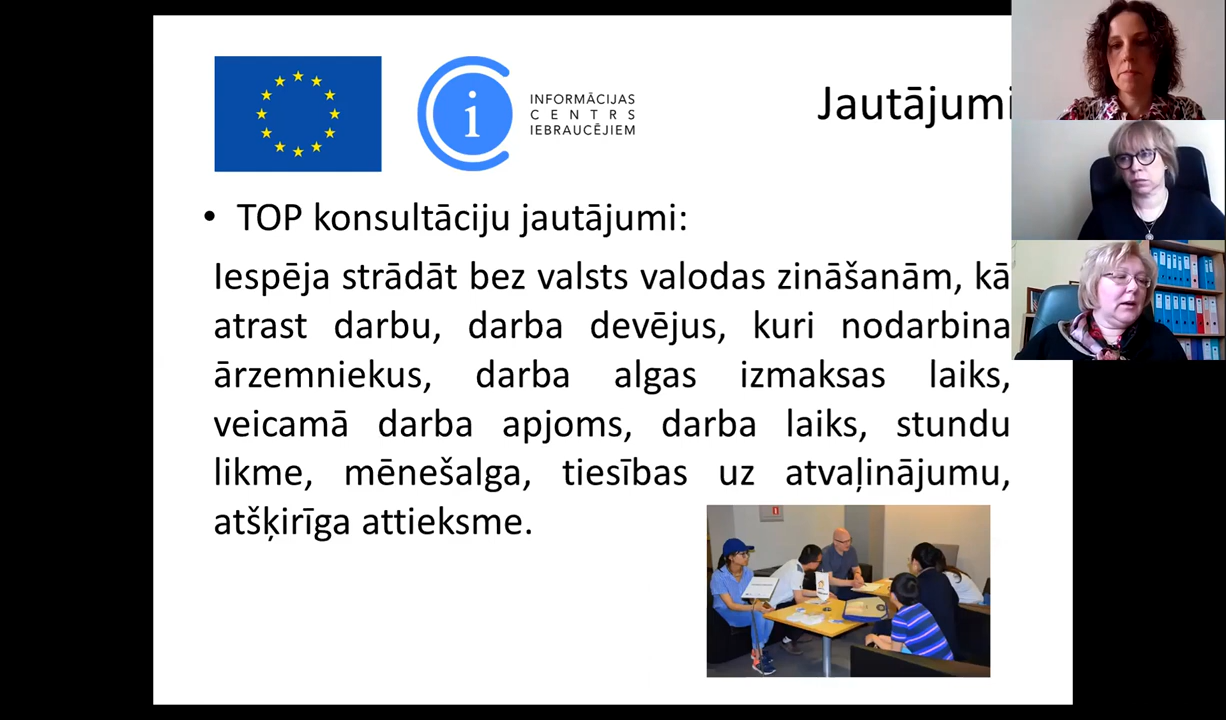 INFORMĀCIJAS
CENTRS
IEBRAUCĒJIEM
Jautājumi
• TOP konsultāciju jautājumi:
Iespēja strādāt bez valsts valodas zināšanām, kā
atrast darbu, darba devējus, kuri nodarbina
ārzemniekus, darba algas izmaksas laiks,
veicamā darba apjoms, darba laiks, stundu
likme, mēnešalga, tiesības uz atvaļinājumu,
atšķirīga attieksme.